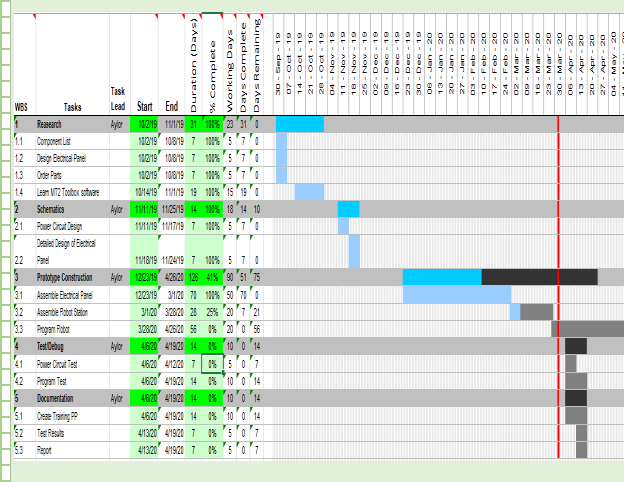 WBS Tasks Task Lead Start End Duration (Days) % Complete Working Days Days Complete Days Remaining 30 - Sep - 19 07 - Oct - 19 14 - Oct - 19 21 - Oct - 19 28 - Oct - 19 04 - Nov - 19 11 - Nov - 19 18 - Nov - 19 25 - Nov - 19 02 - Dec - 19 09 - Dec - 19 16 - Dec - 19 23 - Dec - 19 30 - Dec - 19 06 - Jan - 20 13 - Jan - 20 20 - Jan - 20 27 - Jan - 20 03 - Feb - 20 10 - Feb - 20 17 - Feb - 20 24 - Feb - 20 02 - Mar - 20 09 - Mar - 20 16 - Mar - 20 23 - Mar - 20 30 - Mar - 20 06 - Apr - 20 13 - Apr - 20 20 - Apr - 20 27 - Apr - 20 04 - May - 20
1 Reasearch Aylor 10/2/19 11/1/19 31 100% 23 31 0
1.1 Component List 10/2/19 10/8/19 7 100% 5 7 0
1.2 Design Electrical Panel 10/2/19 10/8/19 7 100% 5 7 0
1.3 Order Parts 10/2/19 10/8/19 7 100% 5 7 0
1.4 Learn MT2 Toolbox software 10/14/19 11/1/19 19 100% 15 19 0
2 Schematics Aylor 11/11/19 11/25/19 14 100% 18 14 10
2.1 Power Circuit Design 11/11/19 11/17/19 7 100% 5 7 0
Detailed Design of Electrical
2.2 Panel 11/18/19 11/24/19 7 100% 5 7 0
3 Prototype Construction Aylor 12/23/19 4/26/20 126 41% 90 51 75
3.1 Assemble Electrical Panel 12/23/19 3/1/20 70 100% 50 70 0
3.2 Assemble Robot Station 3/1/20 3/28/20 28 25% 20 7 21
3.3 Program Robot 3/28/20 4/26/20 56 0% 20 0 56
4 Test/Debug Aylor 4/6/20 4/19/20 14 0% 10 0 14
4.1 Power Circuit Test 4/6/20 4/12/20 7 0% 5 0 7
4.2 Program Test 4/6/20 4/19/20 14 0% 10 0 14
5 Documentation Aylor 4/6/20 4/19/20 14 0% 10 0 14
5.1 Create Training PP 4/6/20 4/19/20 14 0% 10 0 14
5.2 Test Results 4/13/20 4/19/20 7 0% 5 0 7
5.3 Report 4/13/20 4/19/20 7 0% 5 0 7